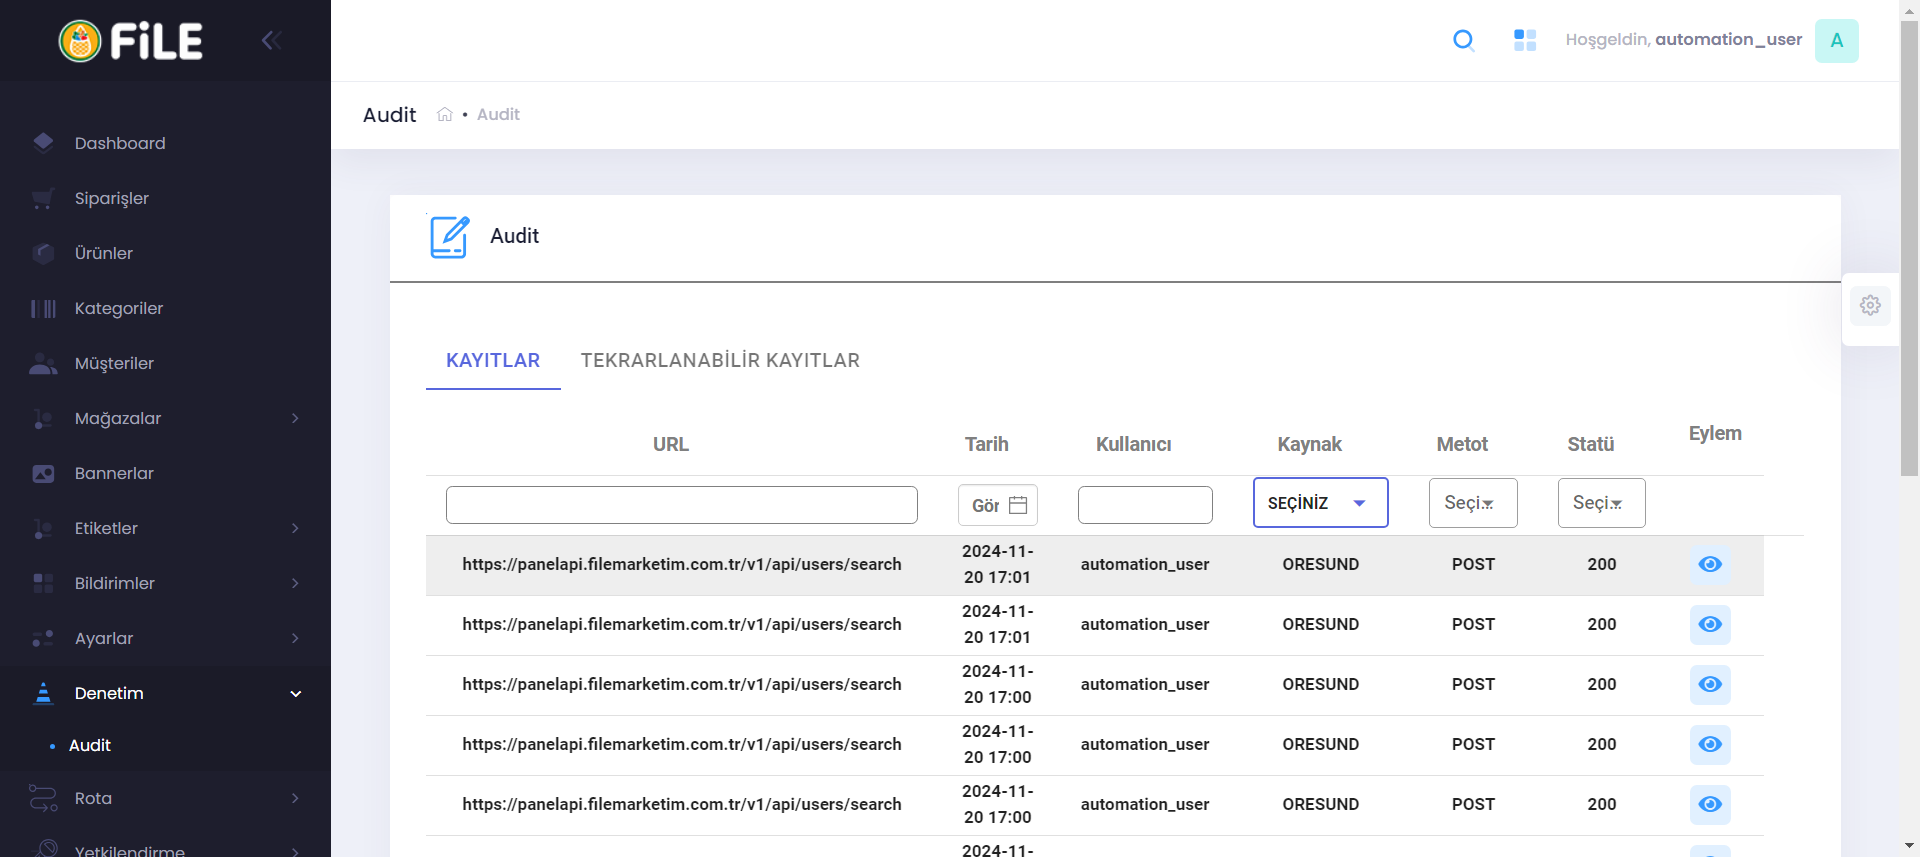 FiLE
Hoşgeldin, automation_user
A
Audit • Audit
Dashboard
Siparişler
Ürünler
Kategoriler
Müşteriler
Mağazalar
Bannerlar
Etiketler
Bildirimler
Ayarlar
Denetim
Audit
Rota
Yetkilendirme
Audit
KAYITLAR TEKRARLANABİLİR KAYITLAR
URL Tarih Kullanıcı Kaynak Metot Statü Eylem
Gör SEÇİNİZ Seçi... Seçi...
https://panelapi.filemarketim.com.tr/v1/api/users/search 2024-11-20 17:01 automation_user ORESUND POST 200
https://panelapi.filemarketim.com.tr/v1/api/users/search 2024-11-20 17:01 automation_user ORESUND POST 200
https://panelapi.filemarketim.com.tr/v1/api/users/search 2024-11-20 17:00 automation_user ORESUND POST 200
https://panelapi.filemarketim.com.tr/v1/api/users/search 2024-11-20 17:00 automation_user ORESUND POST 200
https://panelapi.filemarketim.com.tr/v1/api/users/search 2024-11-20 17:00 automation_user ORESUND POST 200
2024-11-